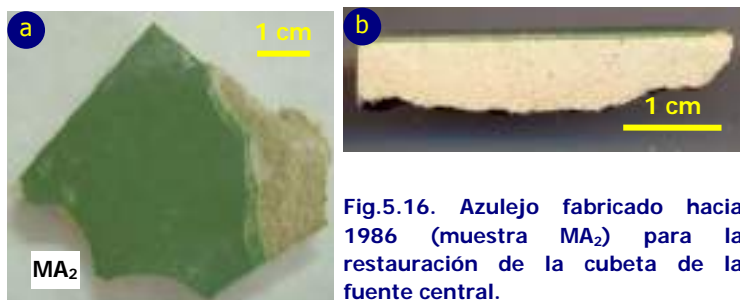 a
1 cm
MA₂
b
1 cm
Fig.5.16. Azulejo fabricado hacia
1986 (muestra MA₂) para la
restauración de la cubeta de la
fuente central.